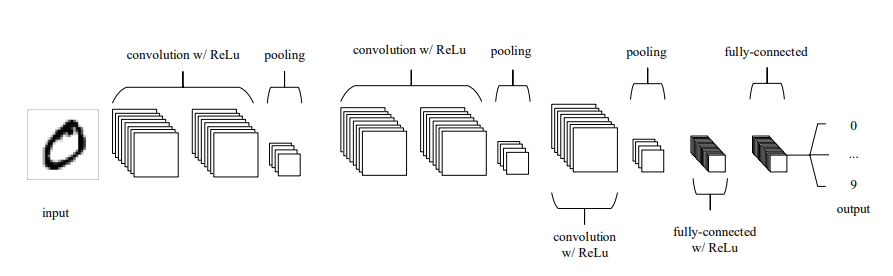 convolution w/ ReLu
pooling
convolution w/ ReLu
pooling
pooling
fully-connected
0
...
9
input
output
convolution
w/ ReLu
fully-connected
w/ ReLu